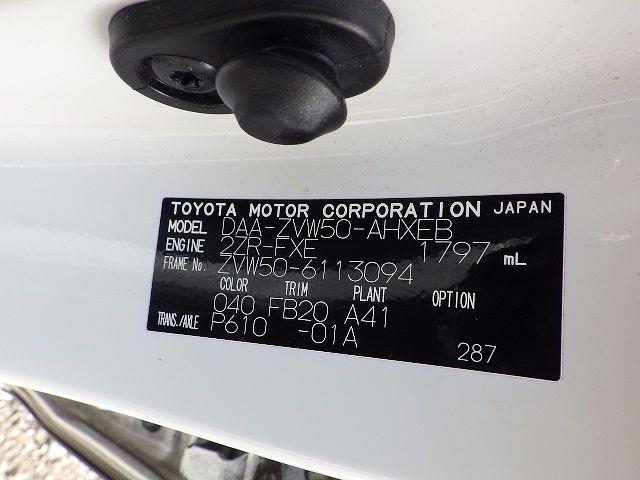 TOYOTA MOTOR CORPORATION JAPAN
MODEL DAA-ZVW50-AHXEB
ENGINE 2ZR-FXE 1797 mL
FRAME No. ZVW50-6113094
COLOR TRIM PLANT OPTION
040 FB20 A41
TRANS./AXLE P610 -01A
287